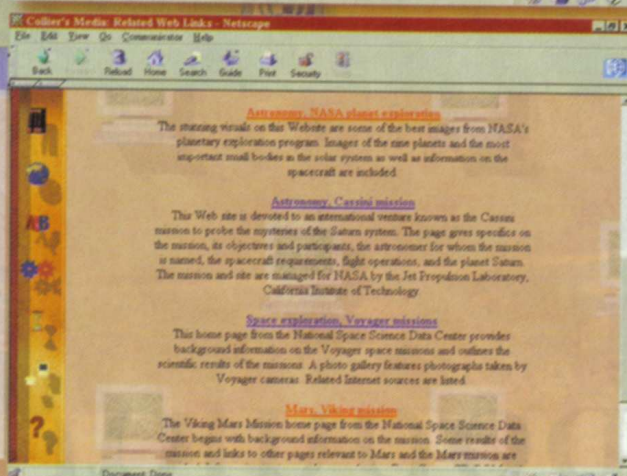 Collier's Media: Related Web Links - Netscape
File Edit View Go Communicator Help
Back Reload Home Search Guide Print Security
Astronomy, NASA planet exploration
The stunning visuals on this Website are some of the best images from NASA's
planetary exploration program. Images of the nine planets and the most
important small bodies in the solar system as well as information on the
spacecraft are included.
Astronomy, Cassini mission
This Web site is devoted to an international venture known as the Cassini
mission to probe the mysteries of the Saturn system. The page gives specifics on
the mission, its objectives and participants, the astronomer for whom the mission
is named, the spacecraft requirements, flight operations, and the planet Saturn.
The mission and site are managed for NASA by the Jet Propulsion Laboratory,
California Institute of Technology
Space exploration, Voyager missions
This home page from the National Space Science Data Center provides
background information on the Voyager space missions and outlines the
scientific results of the missions. A photo gallery features photographs taken by
Voyager cameras. Related Internet sources are listed.
Mars, Viking mission
The Viking Mars Mission home page from the National Space Science Data
Center begins with background information on the mission. Some results of the
mission and links to other pages relevant to Mars and the Mars mission are
AB
?
Document: Done